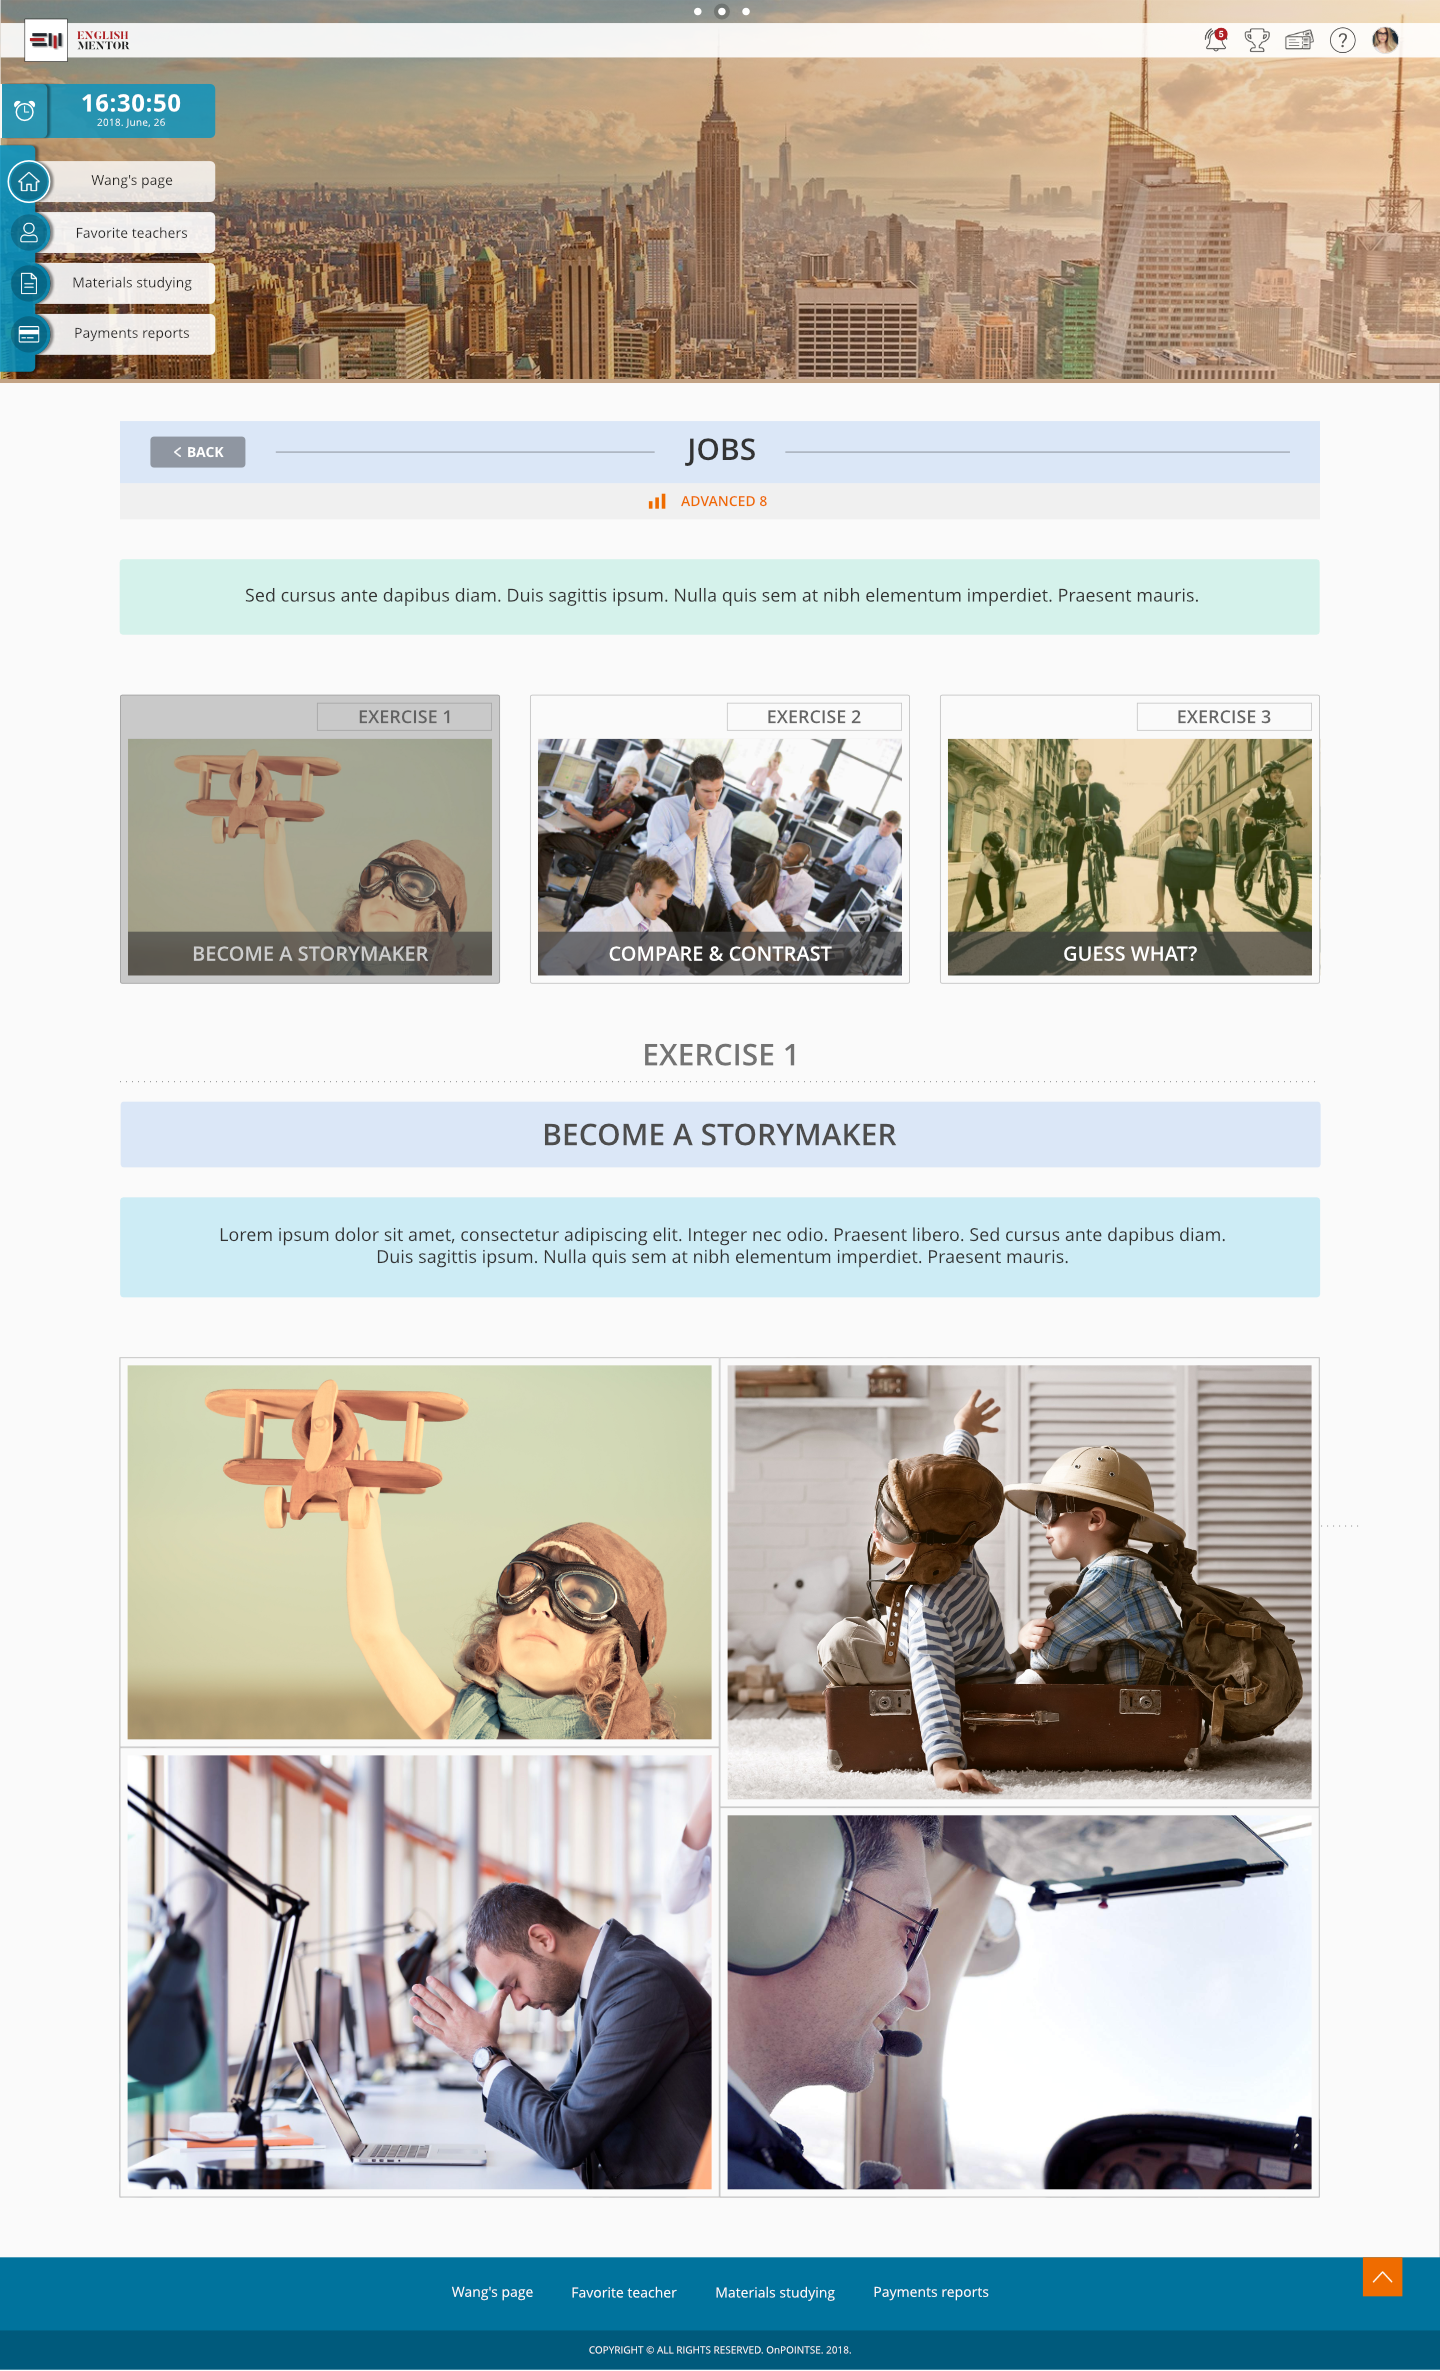 5
ENGLISH
MENTOR
?
16:30:50
2018. June, 26
Wang's page
Favorite teachers
Materials studying
Payments reports
< BACK
JOBS
ADVANCED 8
Sed cursus ante dapibus diam. Duis sagittis ipsum. Nulla quis sem at nibh elementum imperdiet. Praesent mauris.
EXERCISE 1
BECOME A STORYMAKER
EXERCISE 2
COMPARE & CONTRAST
EXERCISE 3
GUESS WHAT?
EXERCISE 1
BECOME A STORYMAKER
Lorem ipsum dolor sit amet, consectetur adipiscing elit. Integer nec odio. Praesent libero. Sed cursus ante dapibus diam.
Duis sagittis ipsum. Nulla quis sem at nibh elementum imperdiet. Praesent mauris.
Wang's page
Favorite teacher
Materials studying
Payments reports
COPYRIGHT © ALL RIGHTS RESERVED. OnPOINTSE. 2018.